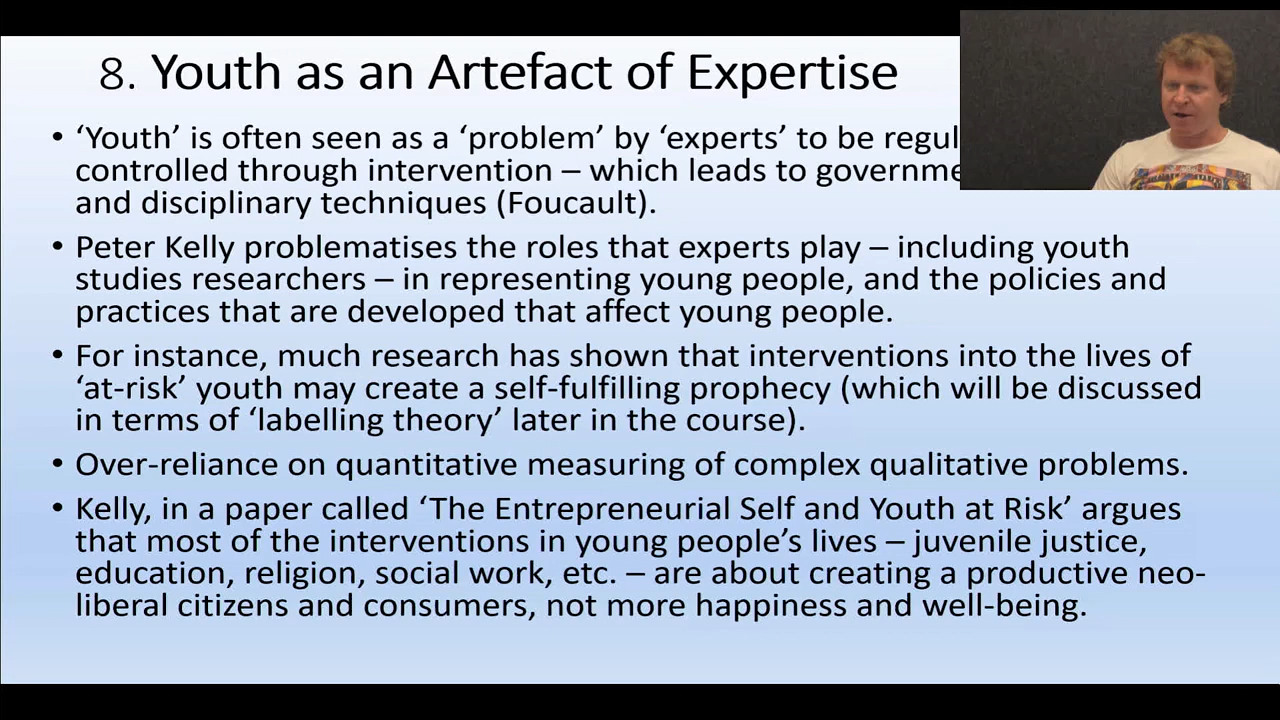 8. Youth as an Artefact of Expertise
• ‘Youth’ is often seen as a ‘problem’ by ‘experts’ to be
controlled through intervention – which leads to
and disciplinary techniques (Foucault).
• Peter Kelly problematises the roles that experts play – including youth
studies researchers – in representing young people, and the policies and
practices that are developed that affect young people.
• For instance, much research has shown that interventions into the lives of
‘at-risk’ youth may create a self-fulfilling prophecy (which will be discussed
in terms of ‘labelling theory’ later in the course).
• Over-reliance on quantitative measuring of complex qualitative problems.
• Kelly, in a paper called ‘The Entrepreneurial Self and Youth at Risk’ argues
that most of the interventions in young people’s lives – juvenile justice,
education, religion, social work, etc. – are about creating a productive neo-
liberal citizens and consumers, not more happiness and well-being.